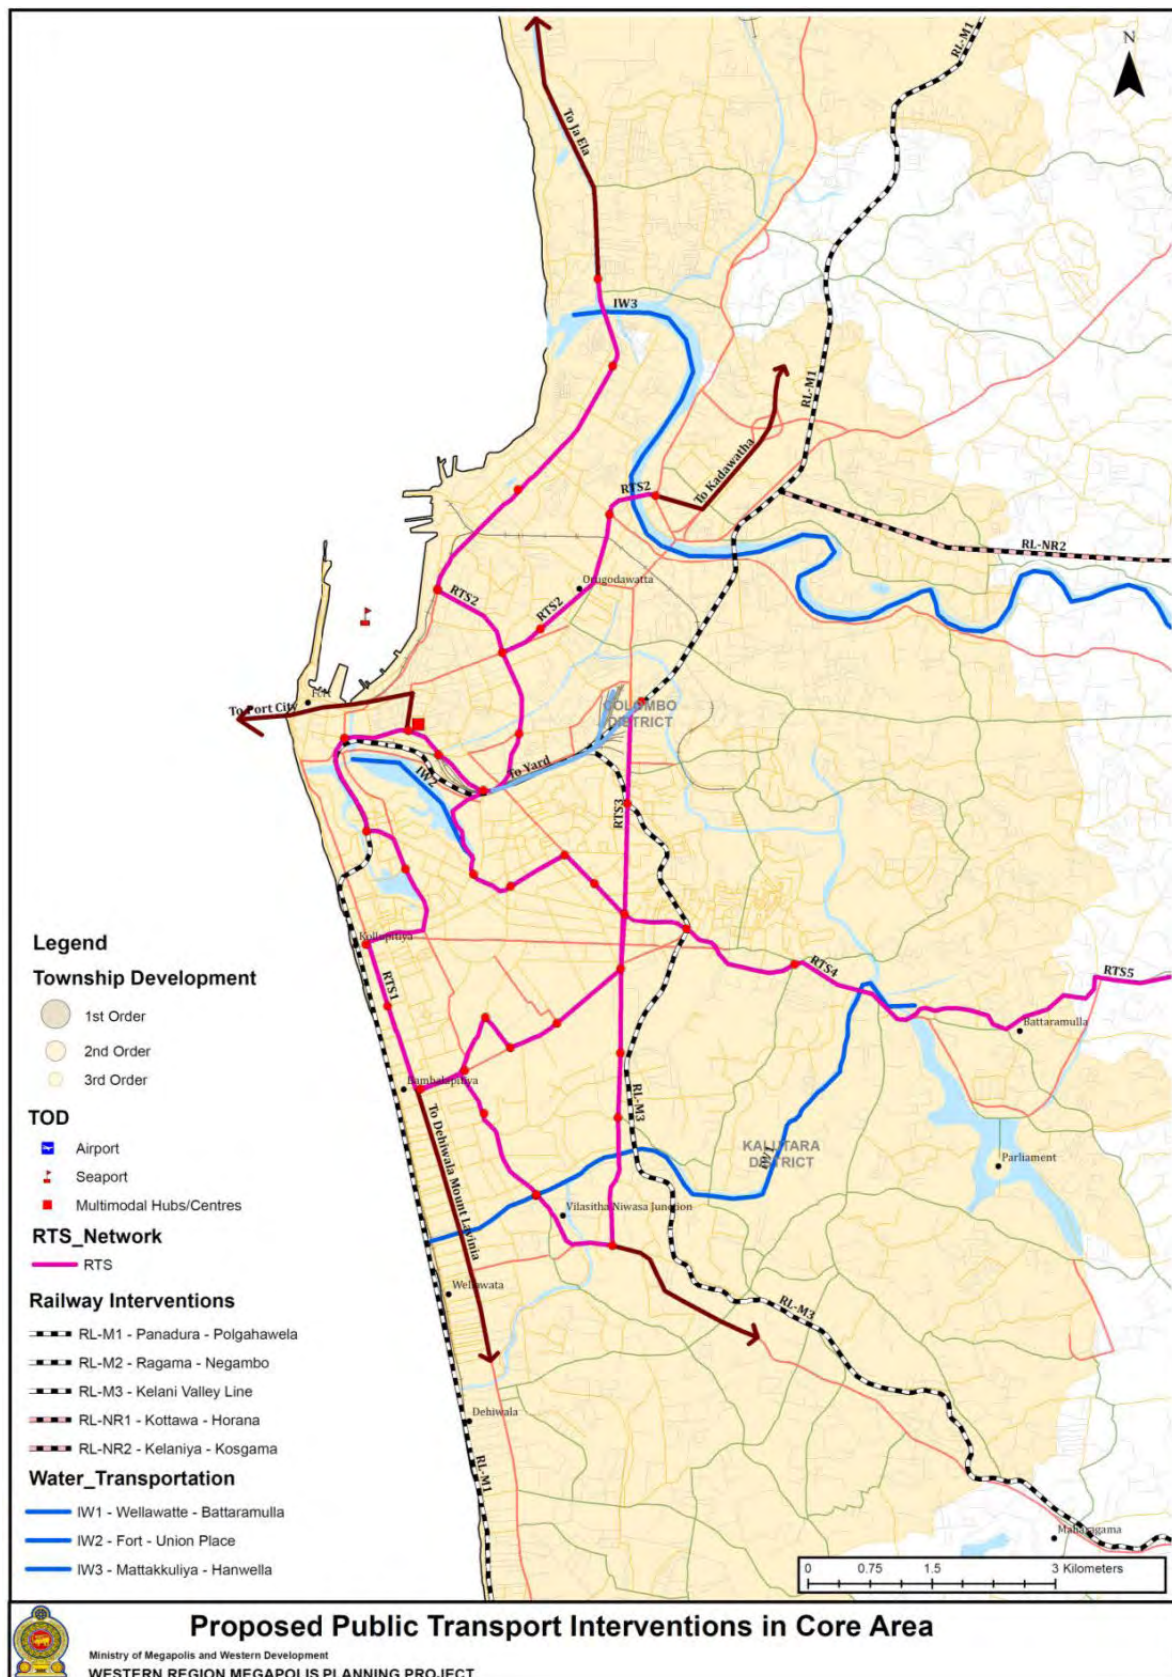 N
RL-M1
To Ja Ela
IW3
RL-M1
To Kadawatha
RTS2
RL-NR2
Orugodawatta
RTS2
RTS2
Fort
To Port City
COLOMBO
DISTRICT
To Yard
IW2
RTS3
Kollupitiya
RTS4
RTS5
RTS1
Battaramulla
Bambalapitiya
RL-M3
To Dehiwala Mount Lavinia
KALUTARA
DISTRICT
IW1
Parliament
Vilasitha Niwasa Junction
Wellawata
RL-M3
Dehiwala
RL-M1
Maharagama
Legend
Township Development
1st Order
2nd Order
3rd Order
TOD
Airport
Seaport
Multimodal Hubs/Centres
RTS_Network
RTS
Railway Interventions
RL-M1 - Panadura - Polgahawela
RL-M2 - Ragama - Negambo
RL-M3 - Kelani Valley Line
RL-NR1 - Kottawa - Horana
RL-NR2 - Kelaniya - Kosgama
Water_Transportation
IW1 - Wellawatte - Battaramulla
IW2 - Fort - Union Place
IW3 - Mattakkuliya - Hanwella
0 0.75 1.5 3 Kilometers
Proposed Public Transport Interventions in Core Area
Ministry of Megapolis and Western Development
WESTERN REGION MEGAPOLIS PLANNING PROJECT